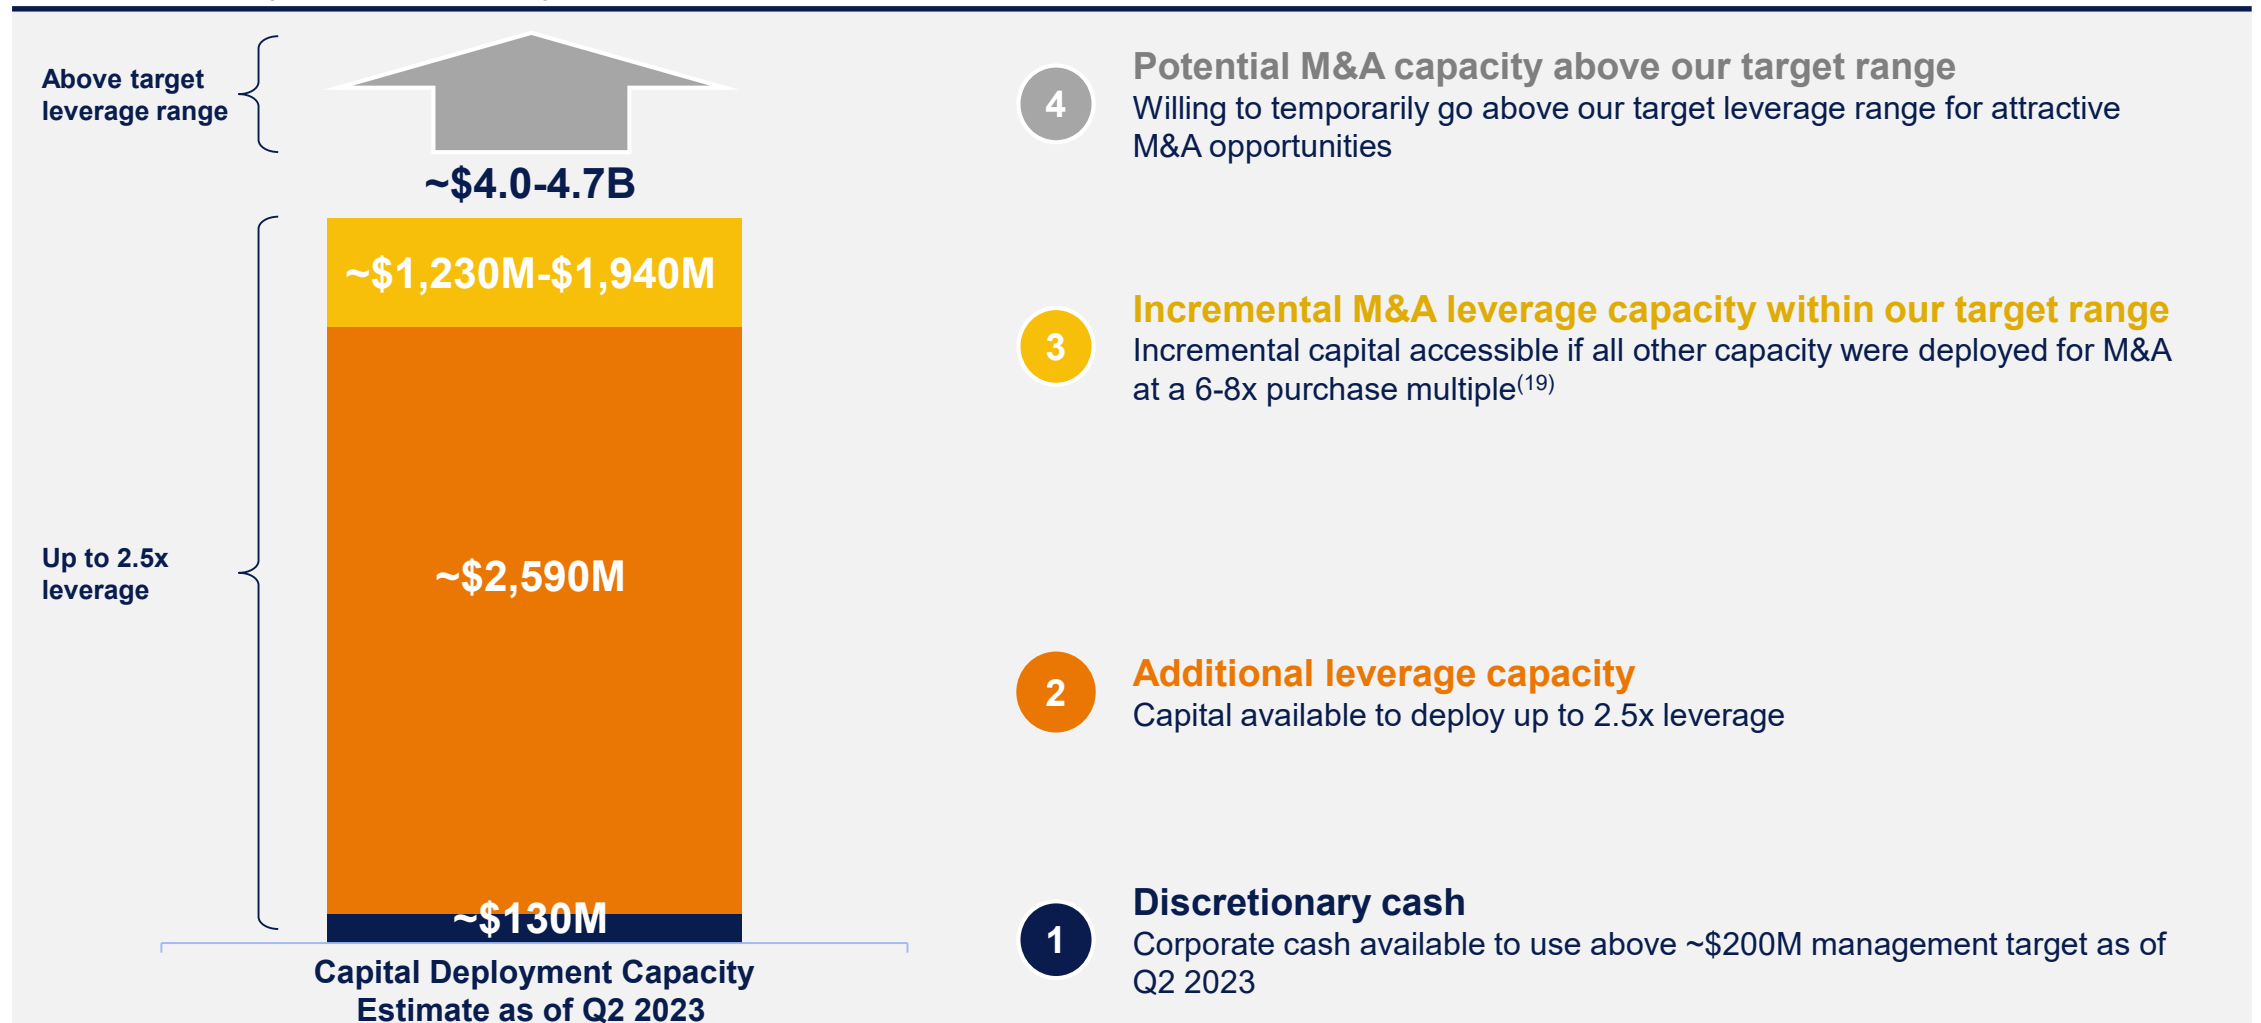 Above target
leverage range
~$4.0-4.7B
~$1,230M-$1,940M
~$2,590M
~$130M
Up to 2.5x
leverage
Capital Deployment Capacity
Estimate as of Q2 2023
4
Potential M&A capacity above our target range
Willing to temporarily go above our target leverage range for attractive
M&A opportunities
3
Incremental M&A leverage capacity within our target range
Incremental capital accessible if all other capacity were deployed for M&A
at a 6-8x purchase multiple(19)
2
Additional leverage capacity
Capital available to deploy up to 2.5x leverage
1
Discretionary cash
Corporate cash available to use above ~$200M management target as of
Q2 2023